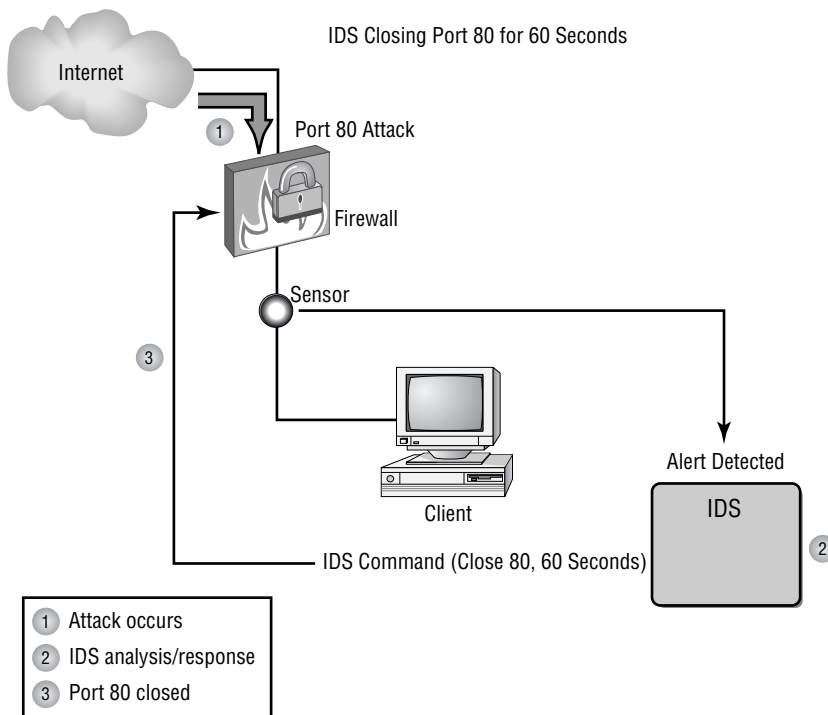 IDS Closing Port 80 for 60 Seconds
Internet
1
Port 80 Attack
Firewall
Sensor
3
Client
Alert Detected
IDS
2
IDS Command (Close 80, 60 Seconds)
1 Attack occurs
2 IDS analysis/response
3 Port 80 closed